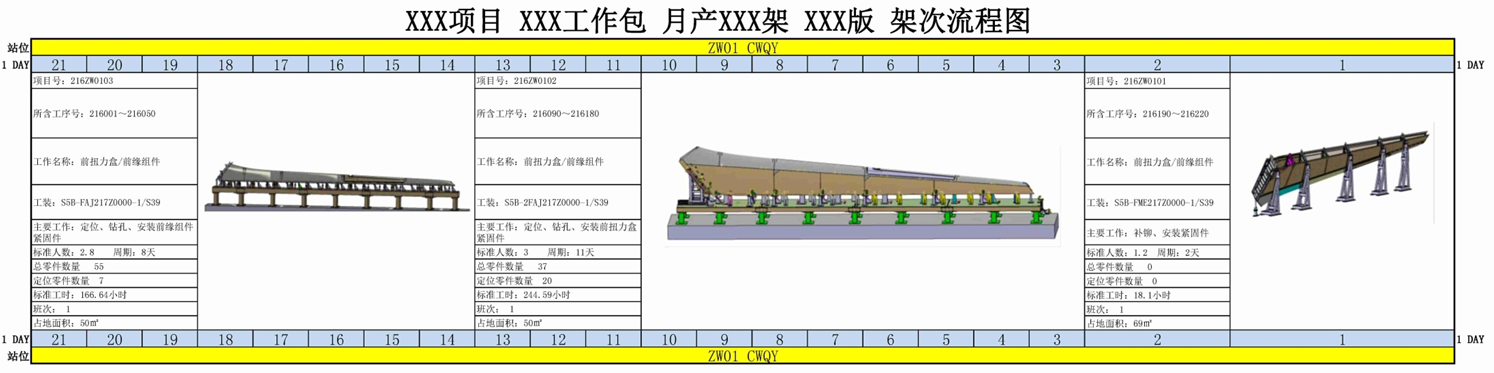 XXX项目 XXX工作包 月产XXX架 XXX版 架次流程图
站位 ZW01 CWQY
1 DAY 21 20 19 18 17 16 15 14 13 12 11 10 9 8 7 6 5 4 3 2 1 1 DAY
项目号：216ZW0103
所含工序号：216001～216050
工作名称：前扭力盒/前缘组件
工装：S5B-FAJ217Z0000-1/S39
主要工作：定位、钻孔、安装前缘组件
紧固件
标准人数：2.8 周期：8天
总零件数量 55
定位零件数量 7
标准工时：166.64小时
班次： 1
占地面积：50㎡
项目号：216ZW0102
所含工序号：216090～216180
工作名称：前扭力盒/前缘组件
工装：S5B-2FAJ217Z0000-1/S39
主要工作：定位、钻孔、安装前扭力盒
紧固件
标准人数：3 周期：11天
总零件数量 37
定位零件数量 20
标准工时：244.59小时
班次： 1
占地面积：50㎡
项目号：216ZW0101
所含工序号：216190～216220
工作名称：前扭力盒/前缘组件
工装：S5B-FME217Z0000-1/S39
主要工作：补铆、安装紧固件
标准人数：1.2 周期：2天
总零件数量 0
定位零件数量 0
标准工时：18.1小时
班次： 1
占地面积：69㎡
1 DAY 21 20 19 18 17 16 15 14 13 12 11 10 9 8 7 6 5 4 3 2 1 1 DAY
站位 ZW01 CWQY